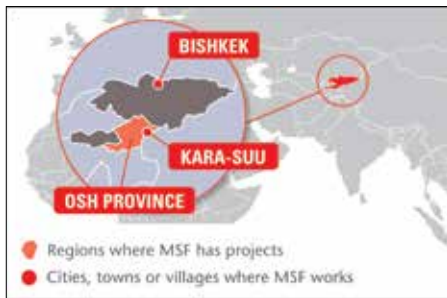 BISHKEK
KARA-SUU
OSH PROVINCE
Regions where MSF has projects
Cities, towns or villages where MSF works